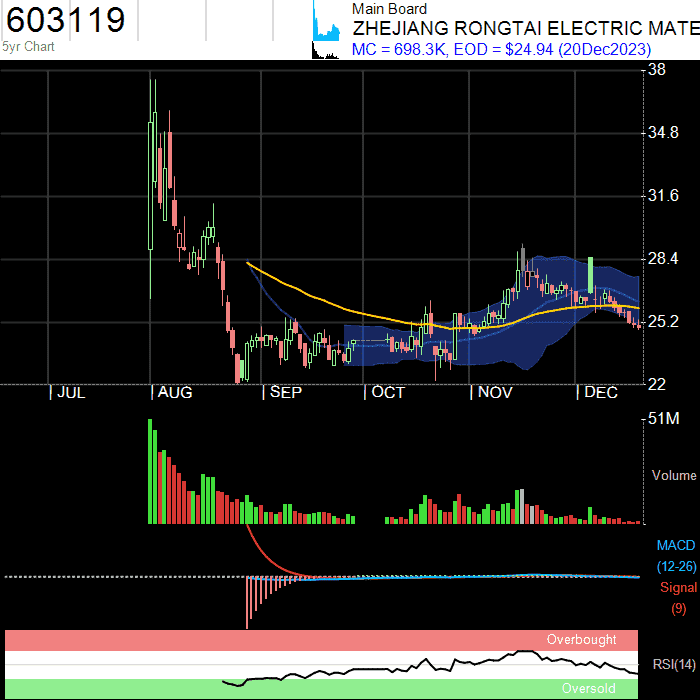 603119
5yr Chart
Main Board
ZHEJIANG RONGTAI ELECTRIC MATE
MC = 698.3K, EOD = $24.94 (20Dec2023)
38
34.8
31.6
28.4
25.2
22
JUL
AUG
SEP
OCT
NOV
DEC
51M
Volume
MACD
(12-26)
Signal
(9)
Overbought
RSI(14)
Oversold